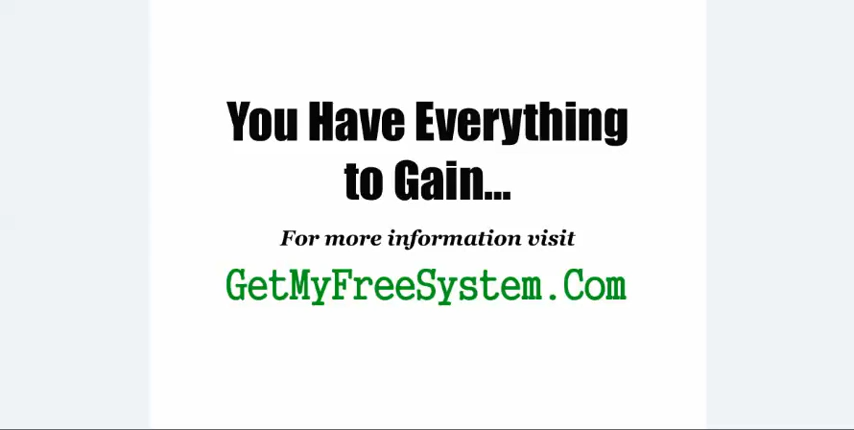 You Have Everything
to Gain...
For more information visit
GetMyFreeSystem.Com